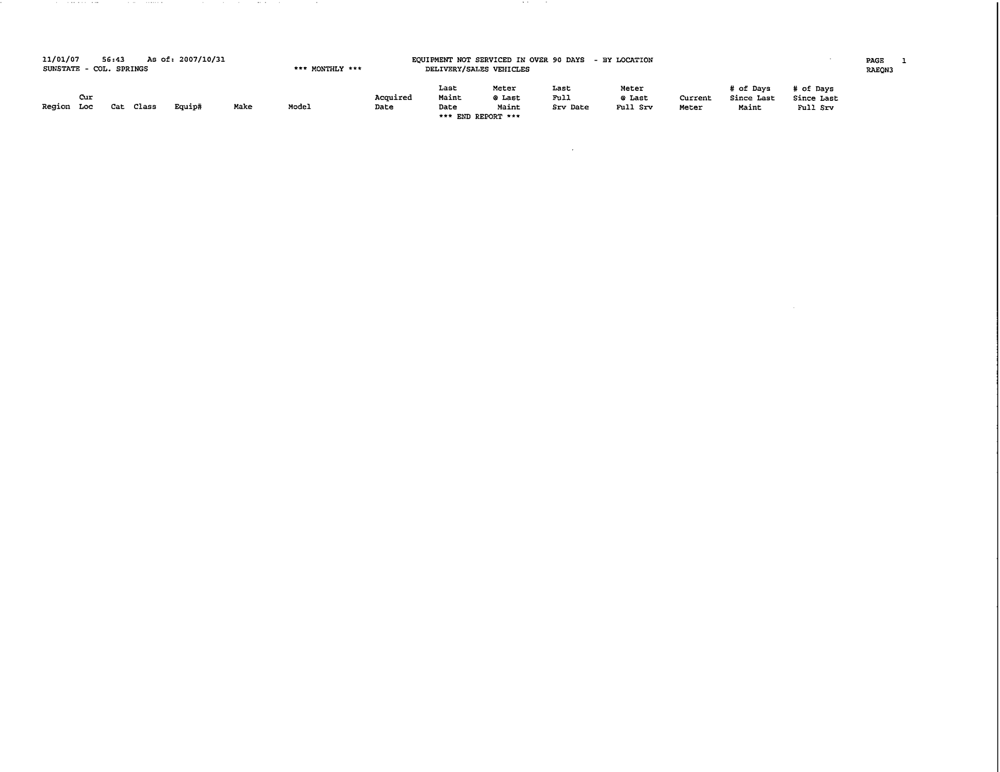 11/01/07 56:43 As of: 2007/10/31 EQUIPMENT NOT SERVICED IN OVER 90 DAYS - BY LOCATION PAGE 1
SUNSTATE - COL. SPRINGS *** MONTHLY *** DELIVERY/SALES VEHICLES RAEQN3
Last Meter Last Meter # of Days # of Days
Cur Acquired Maint @ Last Full @ Last Current Since Last Since Last
Region Loc Cat Class Equip# Make Model Date Date Maint Srv Date Full Srv Meter Maint Full Srv
*** END REPORT ***